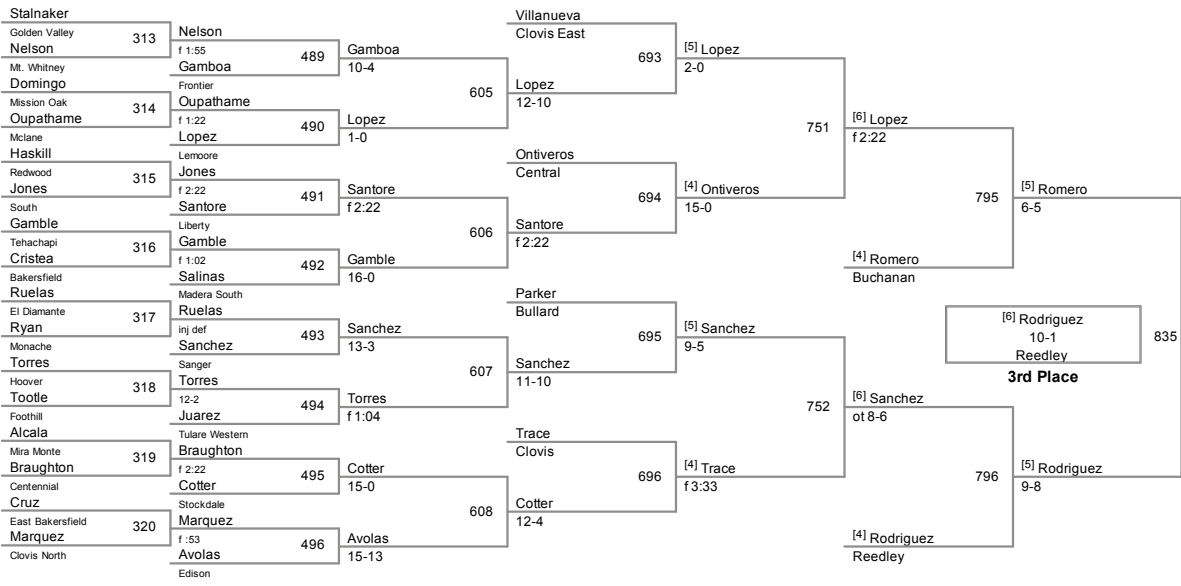 Stalnaker
Golden Valley
313
Nelson
Mt. Whitney
Domingo
Mission Oak
314
Oupathame
Mclane
Haskill
Redwood
315
Jones
South
Gamble
Tehachapi
316
Cristea
Bakersfield
Ruelas
El Diamante
317
Ryan
Monache
Torres
Hoover
318
Tootle
Foothill
Alcala
Mira Monte
319
Braughton
Centennial
Cruz
East Bakersfield
320
Marquez
Clovis North
Nelson
f 1:55
489
Gamboa
Frontier
Oupathame
f 1:22
490
Lopez
Lemoore
Jones
f 2:22
491
Santore
Liberty
Gamble
f 1:02
492
Salinas
Madera South
Ruelas
inj def
493
Sanchez
Sanger
Torres
12-2
494
Juarez
Tulare Western
Braughton
f 2:22
495
Cotter
Stockdale
Marquez
f :53
496
Avolas
Edison
Gamboa
10-4
605
Lopez
1-0
Santore
f 2:22
606
Gamble
16-0
Sanchez
13-3
607
Torres
f 1:04
Cotter
15-0
608
Avolas
15-13
Villanueva
Clovis East
693
Lopez
12-10
Ontiveros
Central
694
Santore
f 2:22
Parker
Bullard
695
Sanchez
11-10
Trace
Clovis
696
Cotter
12-4
[5] Lopez
2-0
751
[4] Ontiveros
15-0
[5] Sanchez
9-5
752
[4] Trace
f 3:33
[6] Lopez
f 2:22
795
[4] Romero
Buchanan
[6] Sanchez
ot 8-6
796
[4] Rodriguez
Reedley
[5] Romero
6-5
[6] Rodriguez
10-1
835
Reedley
3rd Place
[5] Rodriguez
9-8